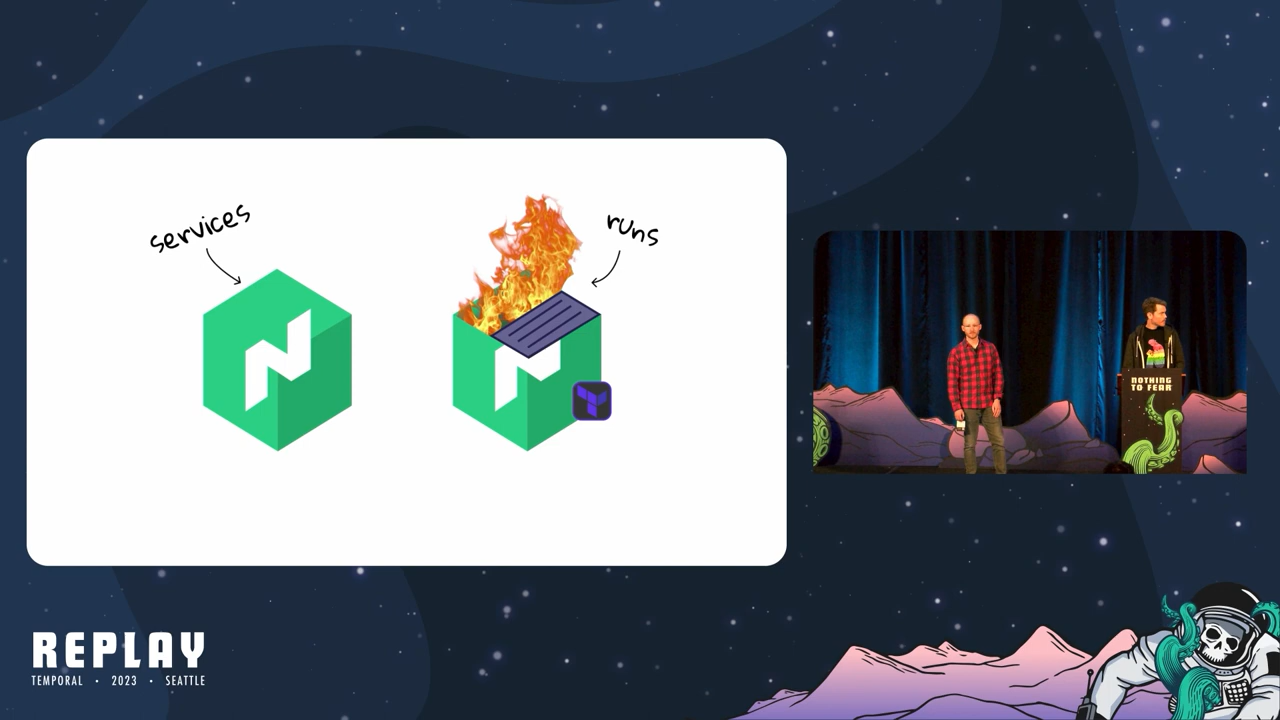 services
runs
NOTHING
TO FEAR
REPLAY
TEMPORAL • 2023 • SEATTLE